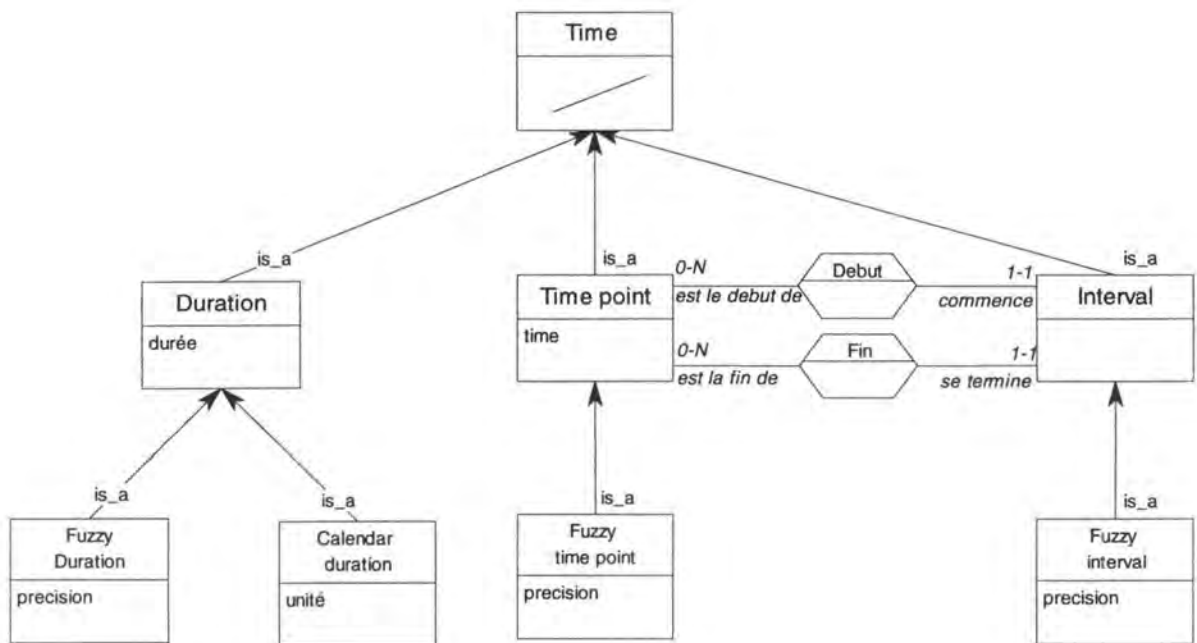 Time
is_a
is_a
is_a
Duration
durée
Time point
time
0-N
est le debut de
Debut
1-1
commence
0-N
est la fin de
Fin
1-1
se termine
Interval
is_a
is_a
is_a
is_a
Fuzzy
Duration
precision
Calendar
duration
unité
Fuzzy
time point
precision
Fuzzy
interval
precision